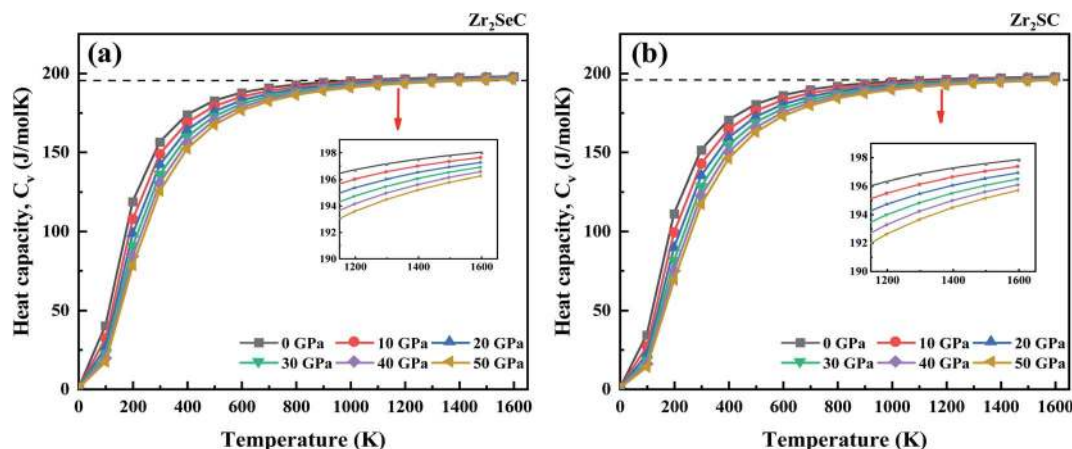 Zr₂SeC
(a)
Heat capacity, Cᵥ (J/molK)
200
150
100
50
0
198
196
194
192
190
1200 1400 1600
0 GPa 10 GPa 20 GPa
30 GPa 40 GPa 50 GPa
0 200 400 600 800 1000 1200 1400 1600
Temperature (K)
Zr₂SC
(b)
Heat capacity, Cᵥ (J/molK)
200
150
100
50
0
198
196
194
192
190
1200 1400 1600
0 GPa 10 GPa 20 GPa
30 GPa 40 GPa 50 GPa
0 200 400 600 800 1000 1200 1400 1600
Temperature (K)